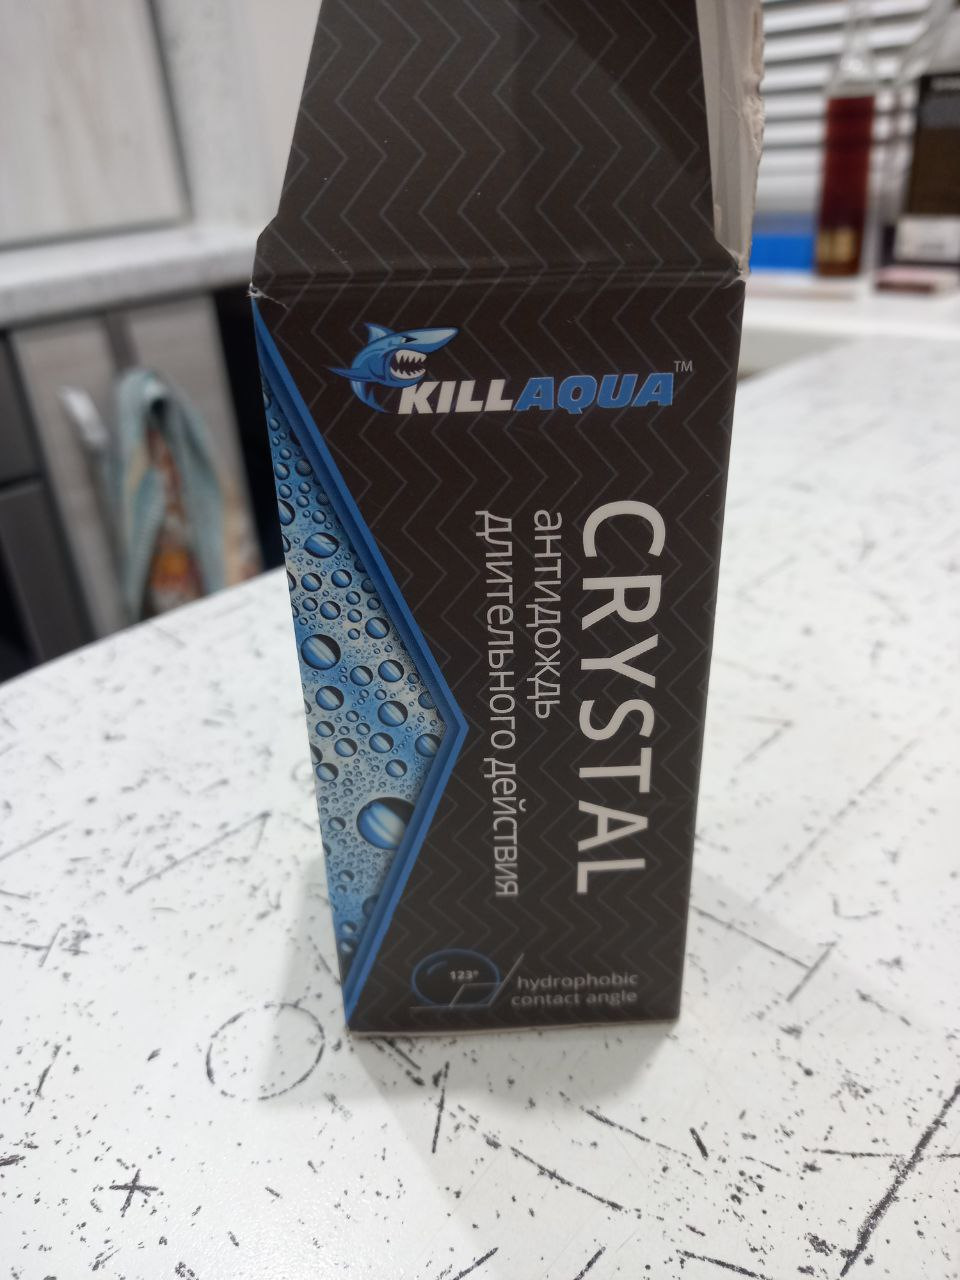 KILLAQUA™
CRYSTAL
антидождь
длительного действия
123°
hydrophobic
contact angle